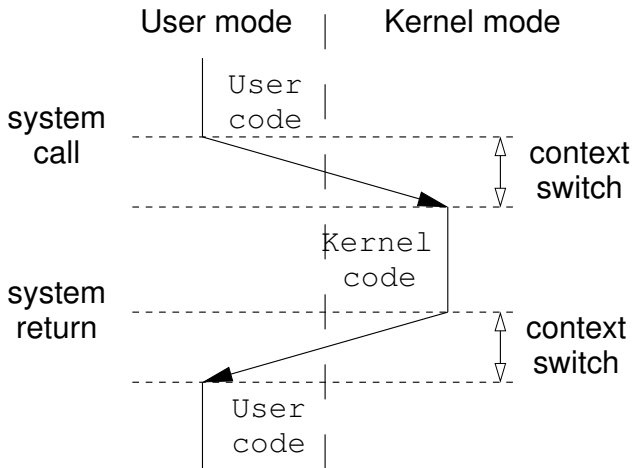 User mode
Kernel mode
User
code
system
call
context
switch
Kernel
code
system
return
context
switch
User
code